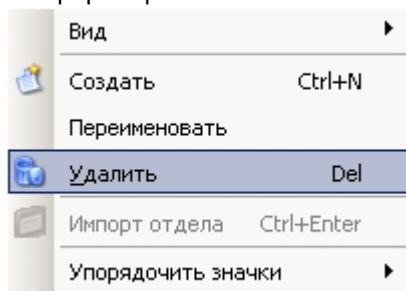 Вид
Создать Ctrl+N
Переименовать
Удалить Del
Импорт отдела Ctrl+Enter
Упорядочить значки